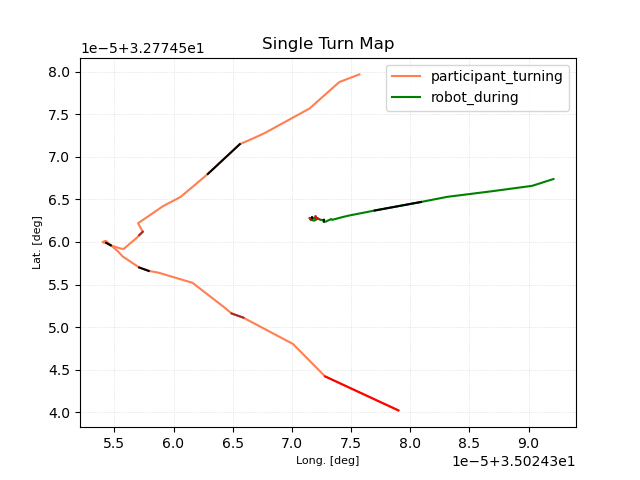 Single Turn Map
1e−5+3.27745e1
participant_turning
robot_during
8.0
7.5
7.0
6.5
6.0
5.5
5.0
4.5
4.0
Lat. [deg]
5.5 6.0 6.5 7.0 7.5 8.0 8.5 9.0
Long. [deg]
1e−5+3.50243e1